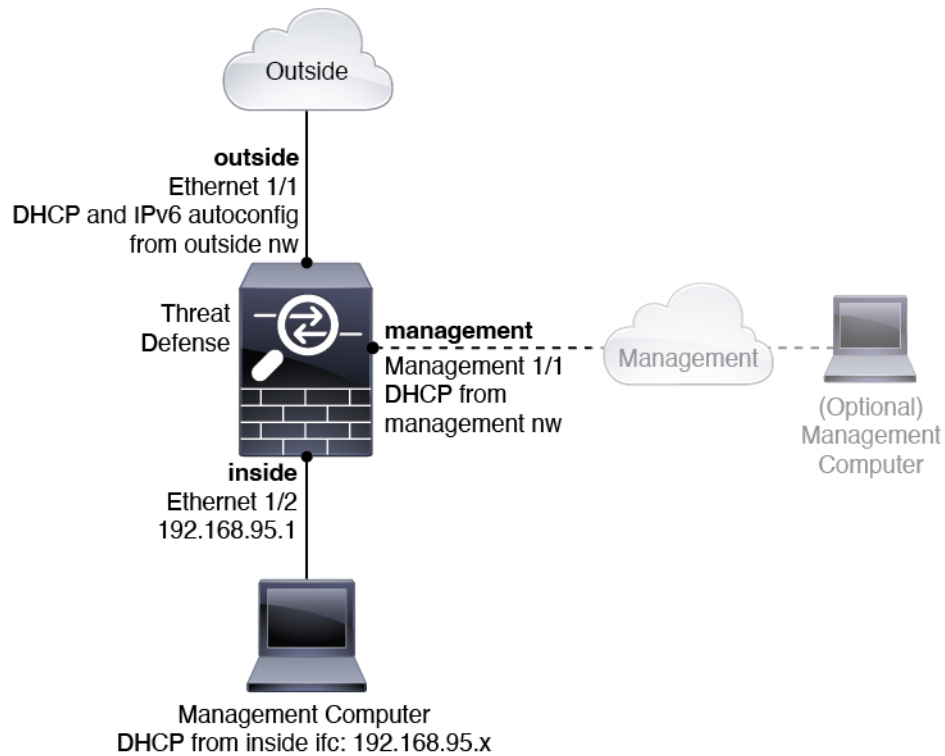 Outside
outside
Ethernet 1/1
DHCP and IPv6 autoconfig
from outside nw
Threat
Defense
management
Management 1/1
DHCP from
management nw
Management
(Optional)
Management
Computer
inside
Ethernet 1/2
192.168.95.1
Management Computer
DHCP from inside ifc: 192.168.95.x